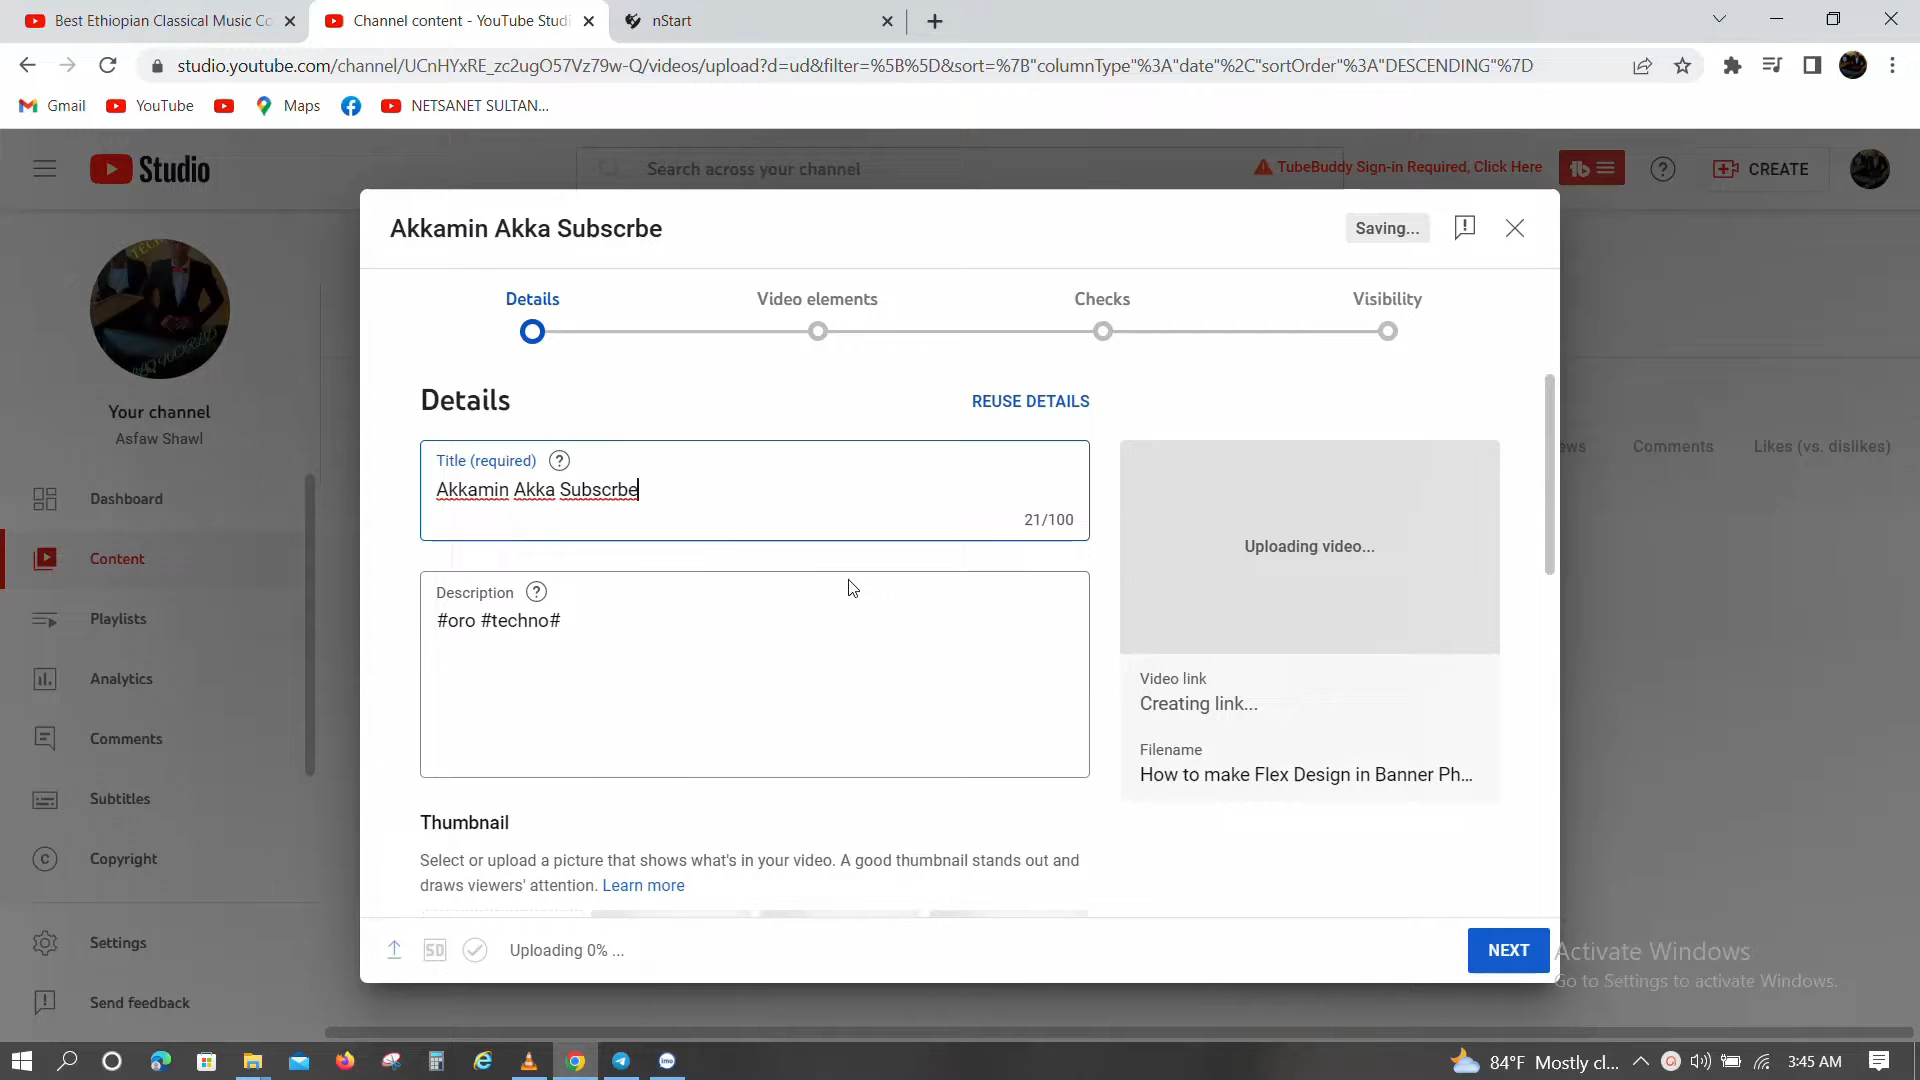 Best Ethiopian Classical Music Co
Channel content - YouTube Studi
nStart
studio.youtube.com/channel/UCnHYxRE_zc2ugO57Vz79w-Q/videos/upload?d=ud&filter=%5B%5D&sort=%7B"columnType"%3A"date"%2C"sortOrder"%3A"DESCENDING"%7D
Gmail
YouTube
Maps
NETSANET SULTAN...
Studio
Search across your channel
TubeBuddy Sign-in Required, Click Here
CREATE
Akkamin Akka Subscrbe
Saving...
Details
Video elements
Checks
Visibility
Your channel
Asfaw Shawl
Dashboard
Content
Playlists
Analytics
Comments
Subtitles
Copyright
Settings
Send feedback
Details
REUSE DETAILS
Title (required)
Akkamin Akka Subscrbe
21/100
Description
#oro #techno#
Uploading video...
Video link
Creating link...
Filename
How to make Flex Design in Banner Ph...
Comments
Likes (vs. dislikes)
Thumbnail
Select or upload a picture that shows what's in your video. A good thumbnail stands out and
draws viewers' attention. Learn more
SD
Uploading 0% ...
NEXT
Activate Windows
Go to Settings to activate Windows.
84°F Mostly cl...
3:45 AM